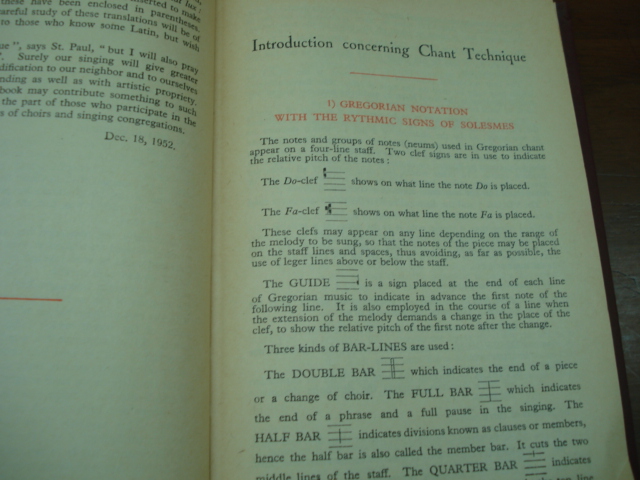 inserted to make
these have been enclosed in parentheses.
careful study of these translations will be of
to those who know some Latin, but wish
", says St. Paul, " but I will also pray
Surely our singing will give greater
edification to our neighbor and to ourselves
as well as with artistic propriety.
book may contribute something to such
the part of those who participate in the
of choirs and singing congregations.
Dec. 18, 1952.
Introduction concerning Chant Technique
1) GREGORIAN NOTATION
WITH THE RYTHMIC SIGNS OF SOLESMES
The notes and groups of notes (neums) used in Gregorian chant
appear on a four-line staff. Two clef signs are in use to indicate
the relative pitch of the notes :
The Do-clef shows on what line the note Do is placed.
The Fa-clef shows on what line the note Fa is placed.
These clefs may appear on any line depending on the range of
the melody to be sung, so that the notes of the piece may be placed
on the staff lines and spaces, thus avoiding, as far as possible, the
use of leger lines above or below the staff.
The GUIDE is a sign placed at the end of each line
of Gregorian music to indicate in advance the first note of the
following line. It is also employed in the course of a line when
the extension of the melody demands a change in the place of the
clef, to show the relative pitch of the first note after the change.
Three kinds of BAR-LINES are used :
The DOUBLE BAR which indicates the end of a piece
or a change of choir. The FULL BAR which indicates
the end of a phrase and a full pause in the singing. The
HALF BAR indicates divisions known as clauses or members,
hence the half bar is also called the member bar. It cuts the two
middle lines of the staff. The QUARTER BAR indicates